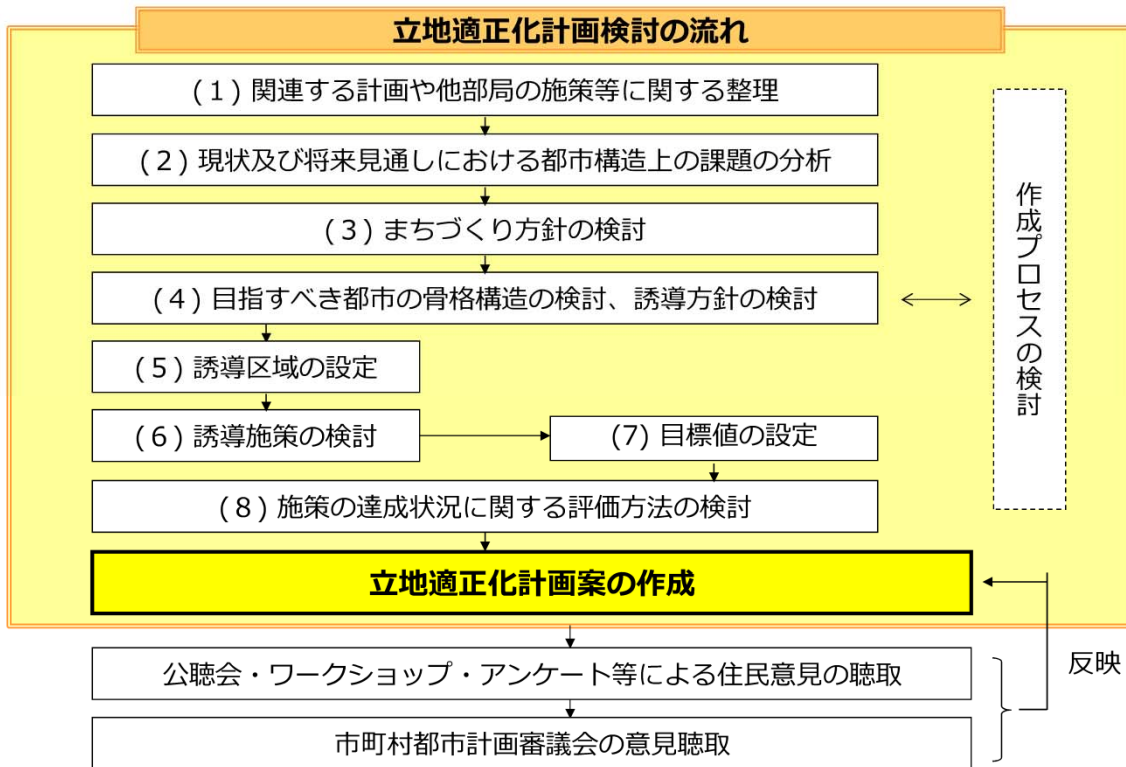 立地適正化計画検討の流れ
(1) 関連する計画や他部局の施策等に関する整理
(2) 現状及び将来見通しにおける都市構造上の課題の分析
(3) まちづくり方針の検討
(4) 目指すべき都市の骨格構造の検討、誘導方針の検討
(5) 誘導区域の設定
(6) 誘導施策の検討
(7) 目標値の設定
(8) 施策の達成状況に関する評価方法の検討
作成プロセスの検討
立地適正化計画案の作成
公聴会・ワークショップ・アンケート等による住民意見の聴取
市町村都市計画審議会の意見聴取
反映